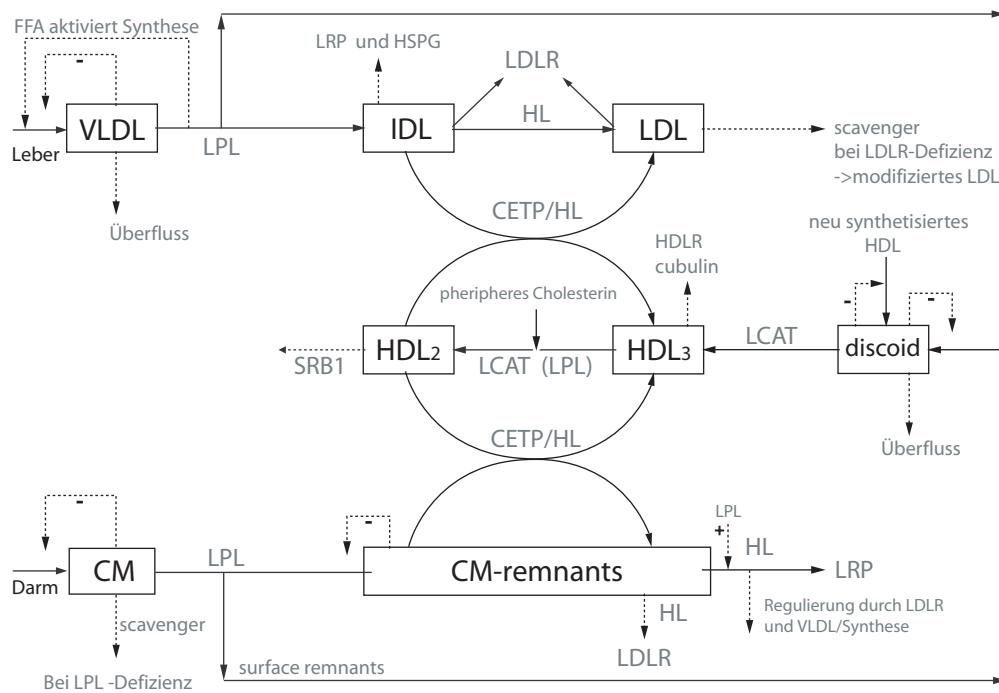 FFA aktiviert Synthese
-
VLDL
Leber
LPL
Überfluss
LRP und HSPG
LDLR
IDL
HL
LDL
scavenger
bei LDLR-Defizienz
->modifiziertes LDL
CETP/HL
neu synthetisiertes
HDL
HDLR
cubulin
pheripheres Cholesterin
-
-
SRB1
HDL2
LCAT (LPL)
HDL3
LCAT
discoid
Überfluss
CETP/HL
-
-
Darm
CM
LPL
CM-remnants
LPL
+
HL
LRP
scavenger
HL
LDLR
Regulierung durch LDLR
und VLDL/Synthese
Bei LPL -Defizienz
surface remnants